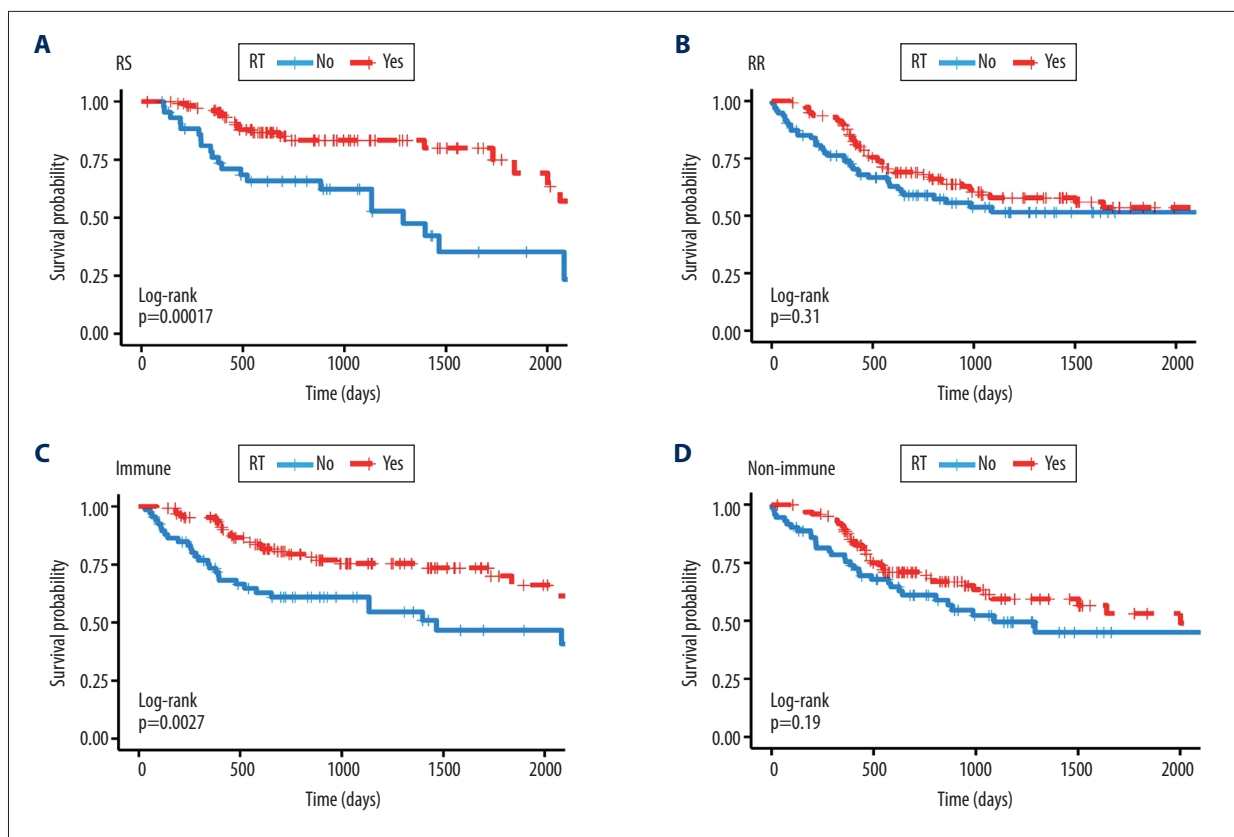 A
RS
RT No Yes
1.00
0.75
0.50
0.25
0.00
Survival probability
Log-rank
p=0.00017
0 500 1000 1500 2000
Time (days)
B
RR
RT No Yes
1.00
0.75
0.50
0.25
0.00
Survival probability
Log-rank
p=0.31
0 500 1000 1500 2000
Time (days)
C
Immune
RT No Yes
1.00
0.75
0.50
0.25
0.00
Survival probability
Log-rank
p=0.0027
0 500 1000 1500 2000
Time (days)
D
Non-immune
RT No Yes
1.00
0.75
0.50
0.25
0.00
Survival probability
Log-rank
p=0.19
0 500 1000 1500 2000
Time (days)